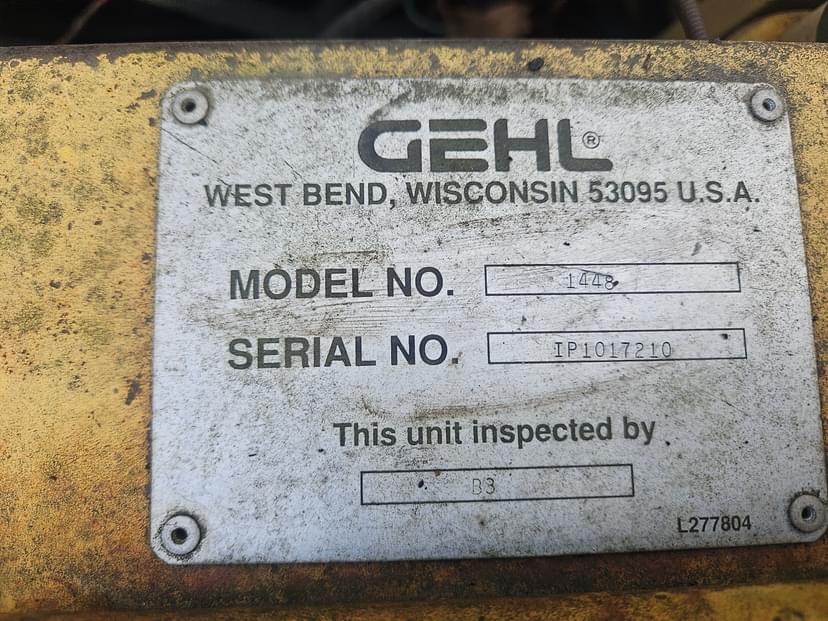 GEHL®
WEST BEND, WISCONSIN 53095 U.S.A.
MODEL NO. 1448
SERIAL NO. IP1017210
This unit inspected by
B3
L277804